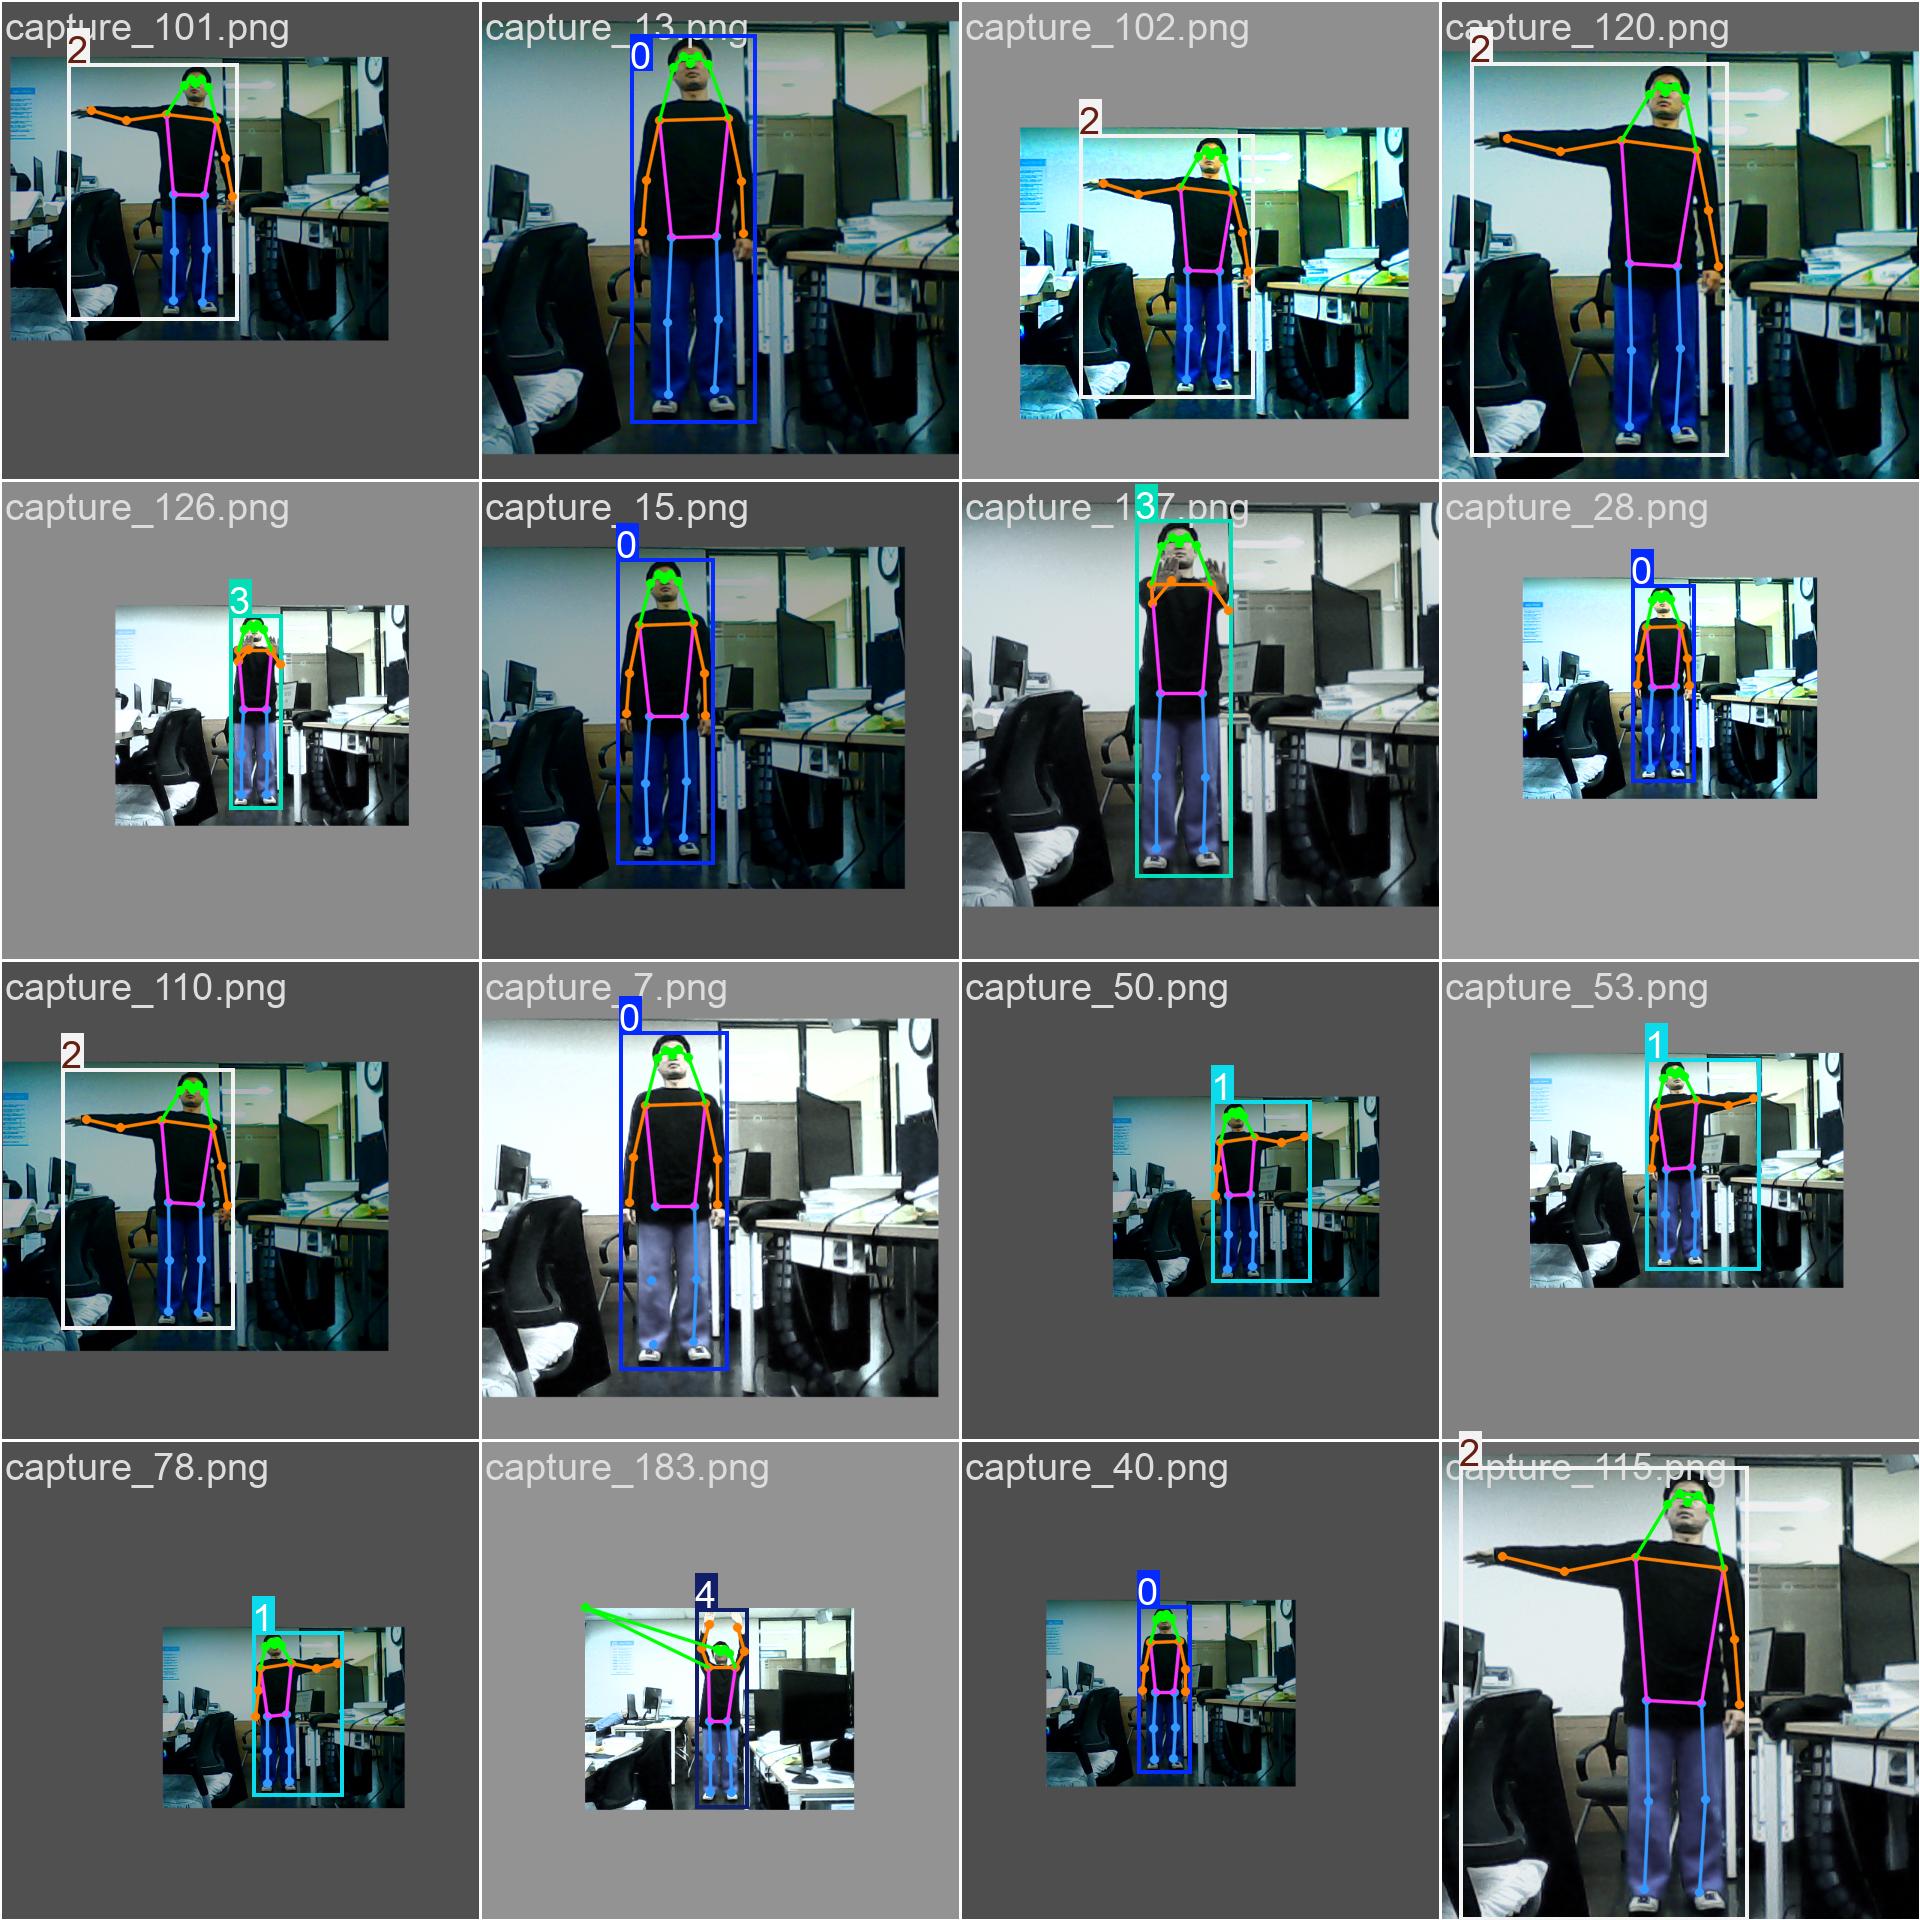 capture_101.png
2
capture_13.png
0
capture_102.png
2
capture_120.png
2
capture_126.png
3
capture_15.png
0
capture_137.png
3
capture_28.png
0
capture_110.png
2
capture_7.png
0
capture_50.png
1
capture_53.png
1
capture_78.png
1
capture_183.png
4
capture_40.png
0
capture_115.png
2